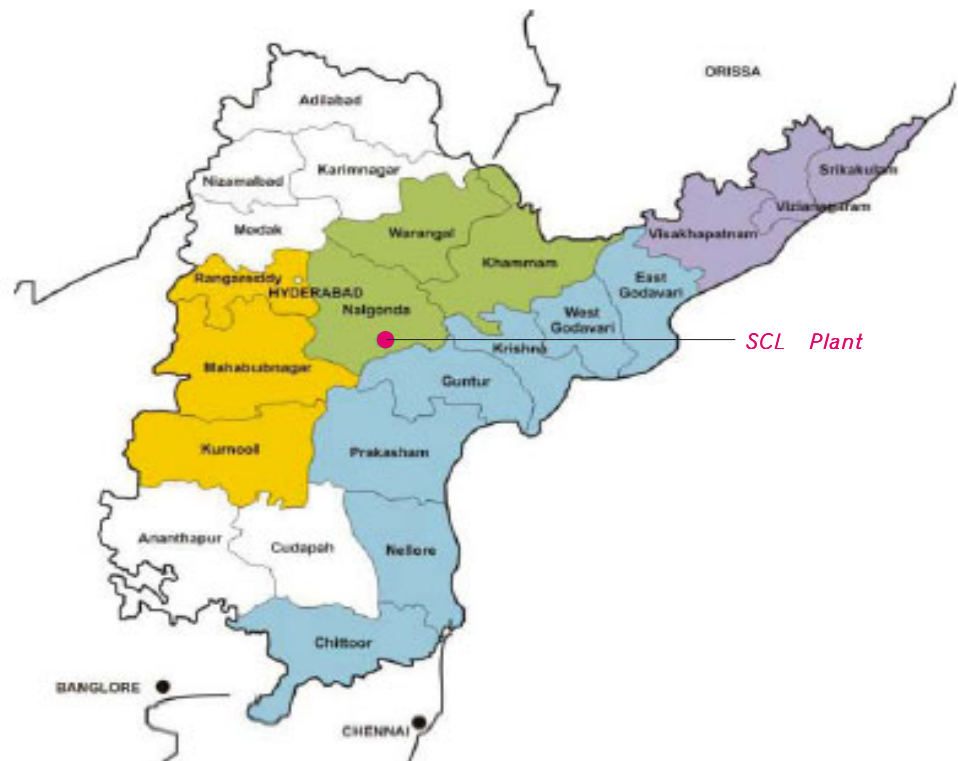 ORISSA
Adilabad
Karimnagar
Nizamabad
Srikakulam
Vizianagaram
Medak
Warangal
Visakhapatnam
Khammam
Rangareddy
East
Godavari
HYDERABAD
Nalgonda
West
Godavari
SCL Plant
Krishna
Mahabubnagar
Guntur
Kurnool
Prakasham
Ananthapur
Cudapah
Nellore
Chittoor
BANGLORE
CHENNAI